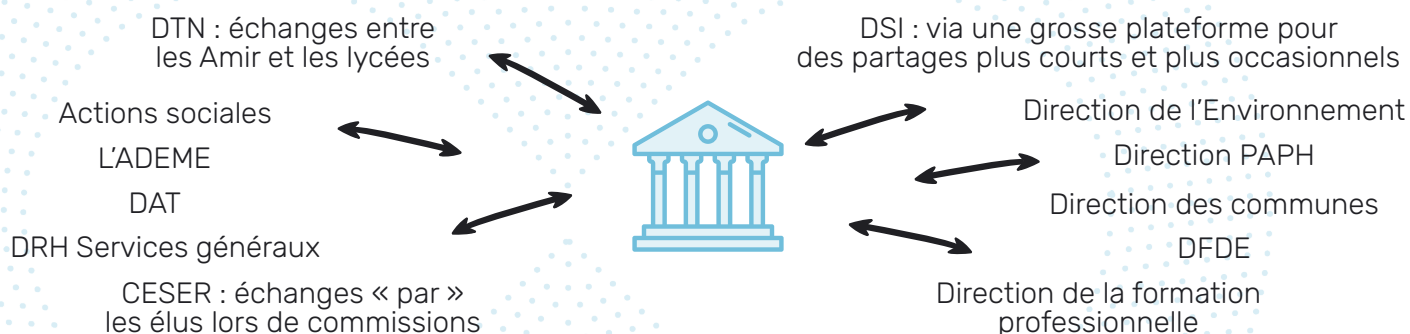 DTN : échanges entre
les Amir et les lycées
Actions sociales
L'ADEME
DAT
DRH Services généraux
CESER : échanges « par »
les élus lors de commissions
DSI : via une grosse plateforme pour
des partages plus courts et plus occasionnels
Direction de l'Environnement
Direction PAPH
Direction des communes
DFDE
Direction de la formation
professionnelle